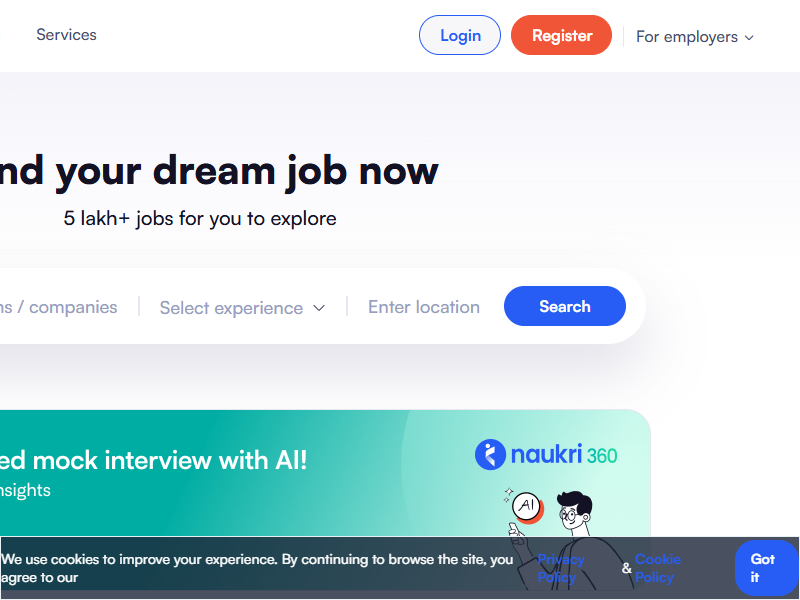 Services
Login
Register
For employers
nd your dream job now
5 lakh+ jobs for you to explore
ns / companies
Select experience
Enter location
Search
ed mock interview with AI!
nsights
naukri 360
AI
We use cookies to improve your experience. By continuing to browse the site, you
agree to our
Privacy
Policy
&
Cookie
Policy
Got
it